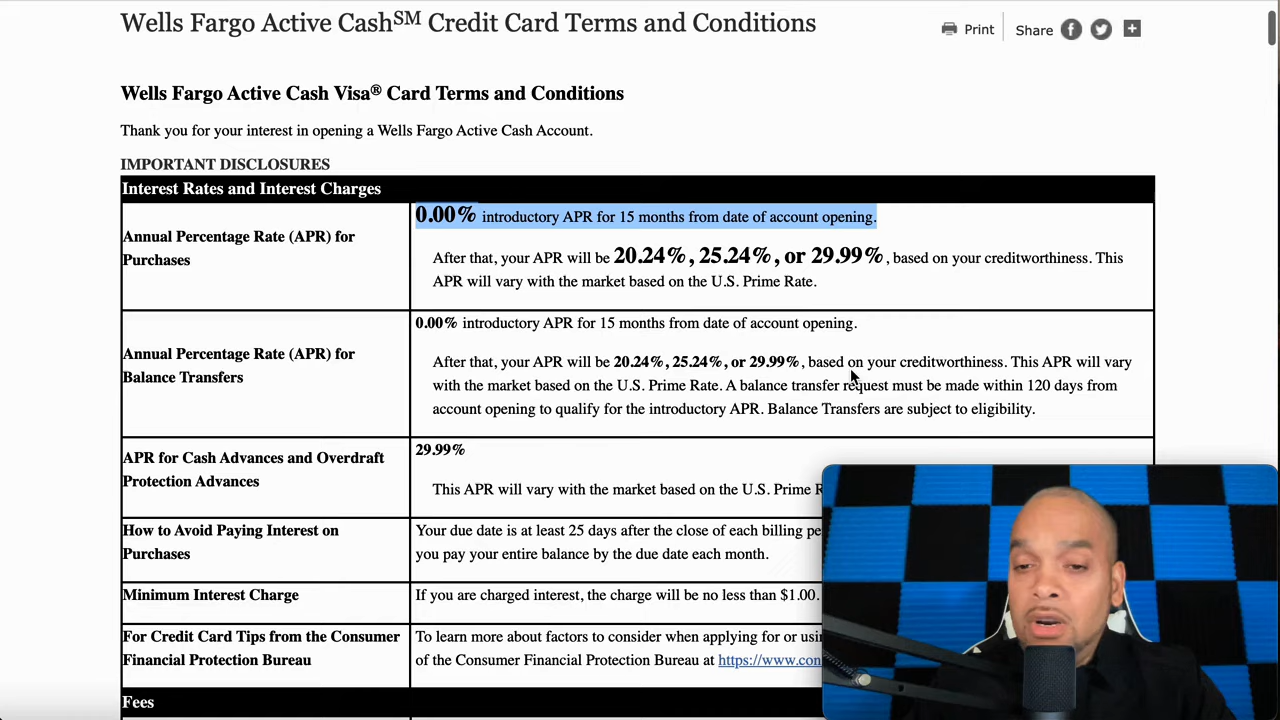 Wells Fargo Active Cash℠ Credit Card Terms and Conditions
Print
Share
Wells Fargo Active Cash Visa® Card Terms and Conditions
Thank you for your interest in opening a Wells Fargo Active Cash Account.
IMPORTANT DISCLOSURES
Interest Rates and Interest Charges
Annual Percentage Rate (APR) for
Purchases
0.00% introductory APR for 15 months from date of account opening.
After that, your APR will be 20.24%, 25.24%, or 29.99%, based on your creditworthiness. This
APR will vary with the market based on the U.S. Prime Rate.
Annual Percentage Rate (APR) for
Balance Transfers
0.00% introductory APR for 15 months from date of account opening.
After that, your APR will be 20.24%, 25.24%, or 29.99%, based on your creditworthiness. This APR will vary
with the market based on the U.S. Prime Rate. A balance transfer request must be made within 120 days from
account opening to qualify for the introductory APR. Balance Transfers are subject to eligibility.
APR for Cash Advances and Overdraft
Protection Advances
29.99%
This APR will vary with the market based on the U.S. Prime R
How to Avoid Paying Interest on
Purchases
Your due date is at least 25 days after the close of each billing pe
you pay your entire balance by the due date each month.
Minimum Interest Charge
If you are charged interest, the charge will be no less than $1.00.
For Credit Card Tips from the Consumer
Financial Protection Bureau
To learn more about factors to consider when applying for or usin
of the Consumer Financial Protection Bureau at https://www.con
Fees